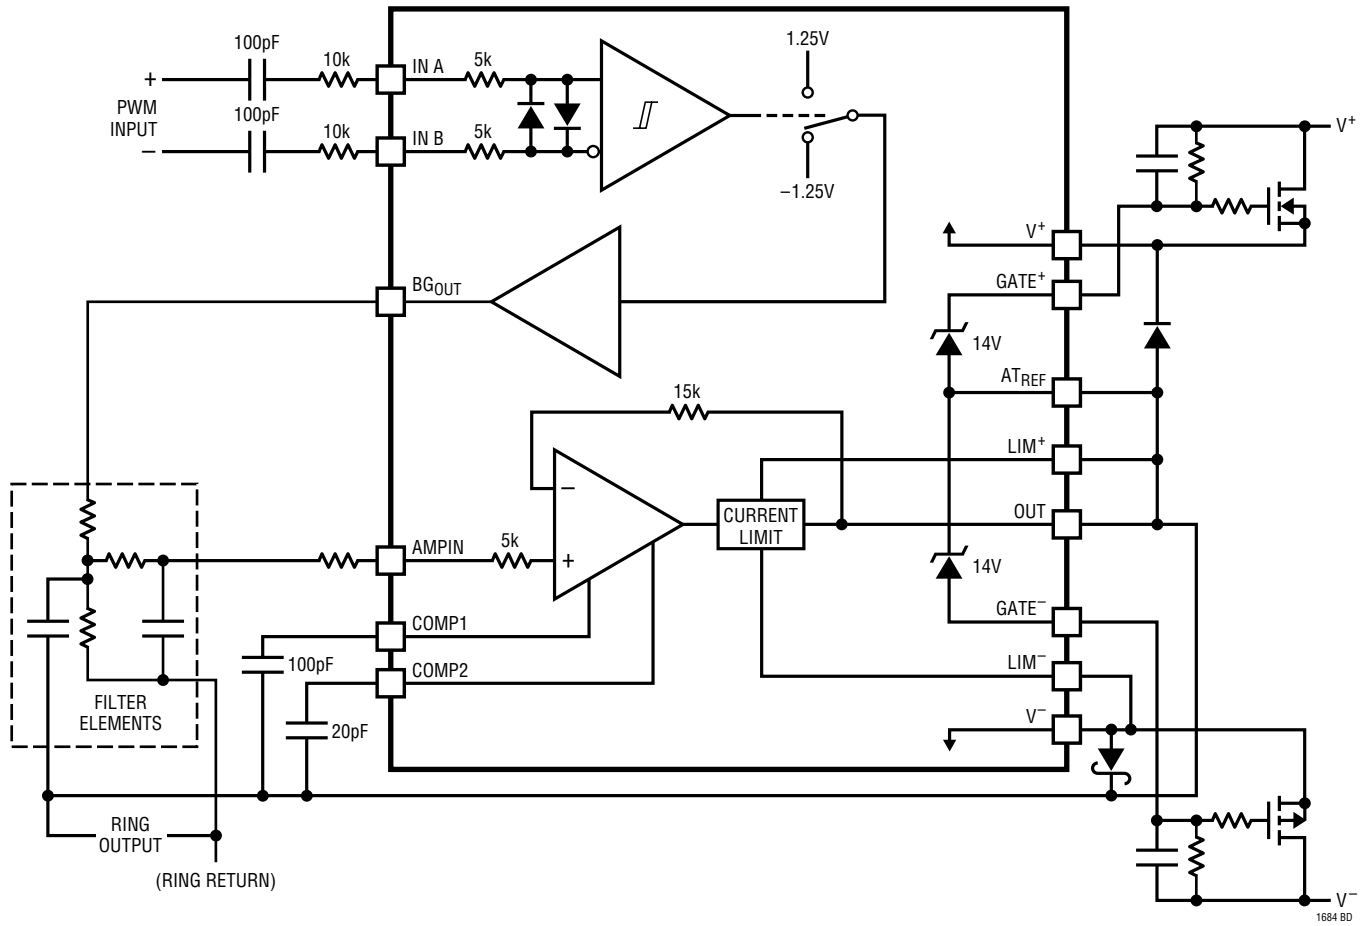 100pF
10k
IN A
5k
1.25V
+
PWM
INPUT
–
100pF
10k
IN B
5k
–1.25V
V+
V+
GATE+
BGOUT
14V
ATREF
15k
LIM+
–
CURRENT
LIMIT
OUT
AMPIN
5k
+
14V
GATE–
COMP1
100pF
LIM–
COMP2
FILTER
ELEMENTS
20pF
V–
RING
OUTPUT
(RING RETURN)
V–
1684 BD